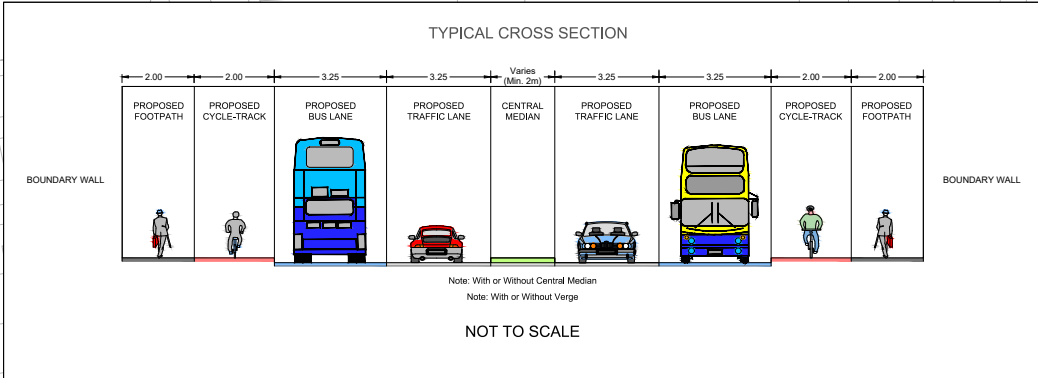 TYPICAL CROSS SECTION
2.00
2.00
3.25
3.25
Varies
(Min. 2m)
3.25
3.25
2.00
2.00
PROPOSED
FOOTPATH
PROPOSED
CYCLE-TRACK
PROPOSED
BUS LANE
PROPOSED
TRAFFIC LANE
CENTRAL
MEDIAN
PROPOSED
TRAFFIC LANE
PROPOSED
BUS LANE
PROPOSED
CYCLE-TRACK
PROPOSED
FOOTPATH
BOUNDARY WALL
BOUNDARY WALL
Note: With or Without Central Median
Note: With or Without Verge
NOT TO SCALE